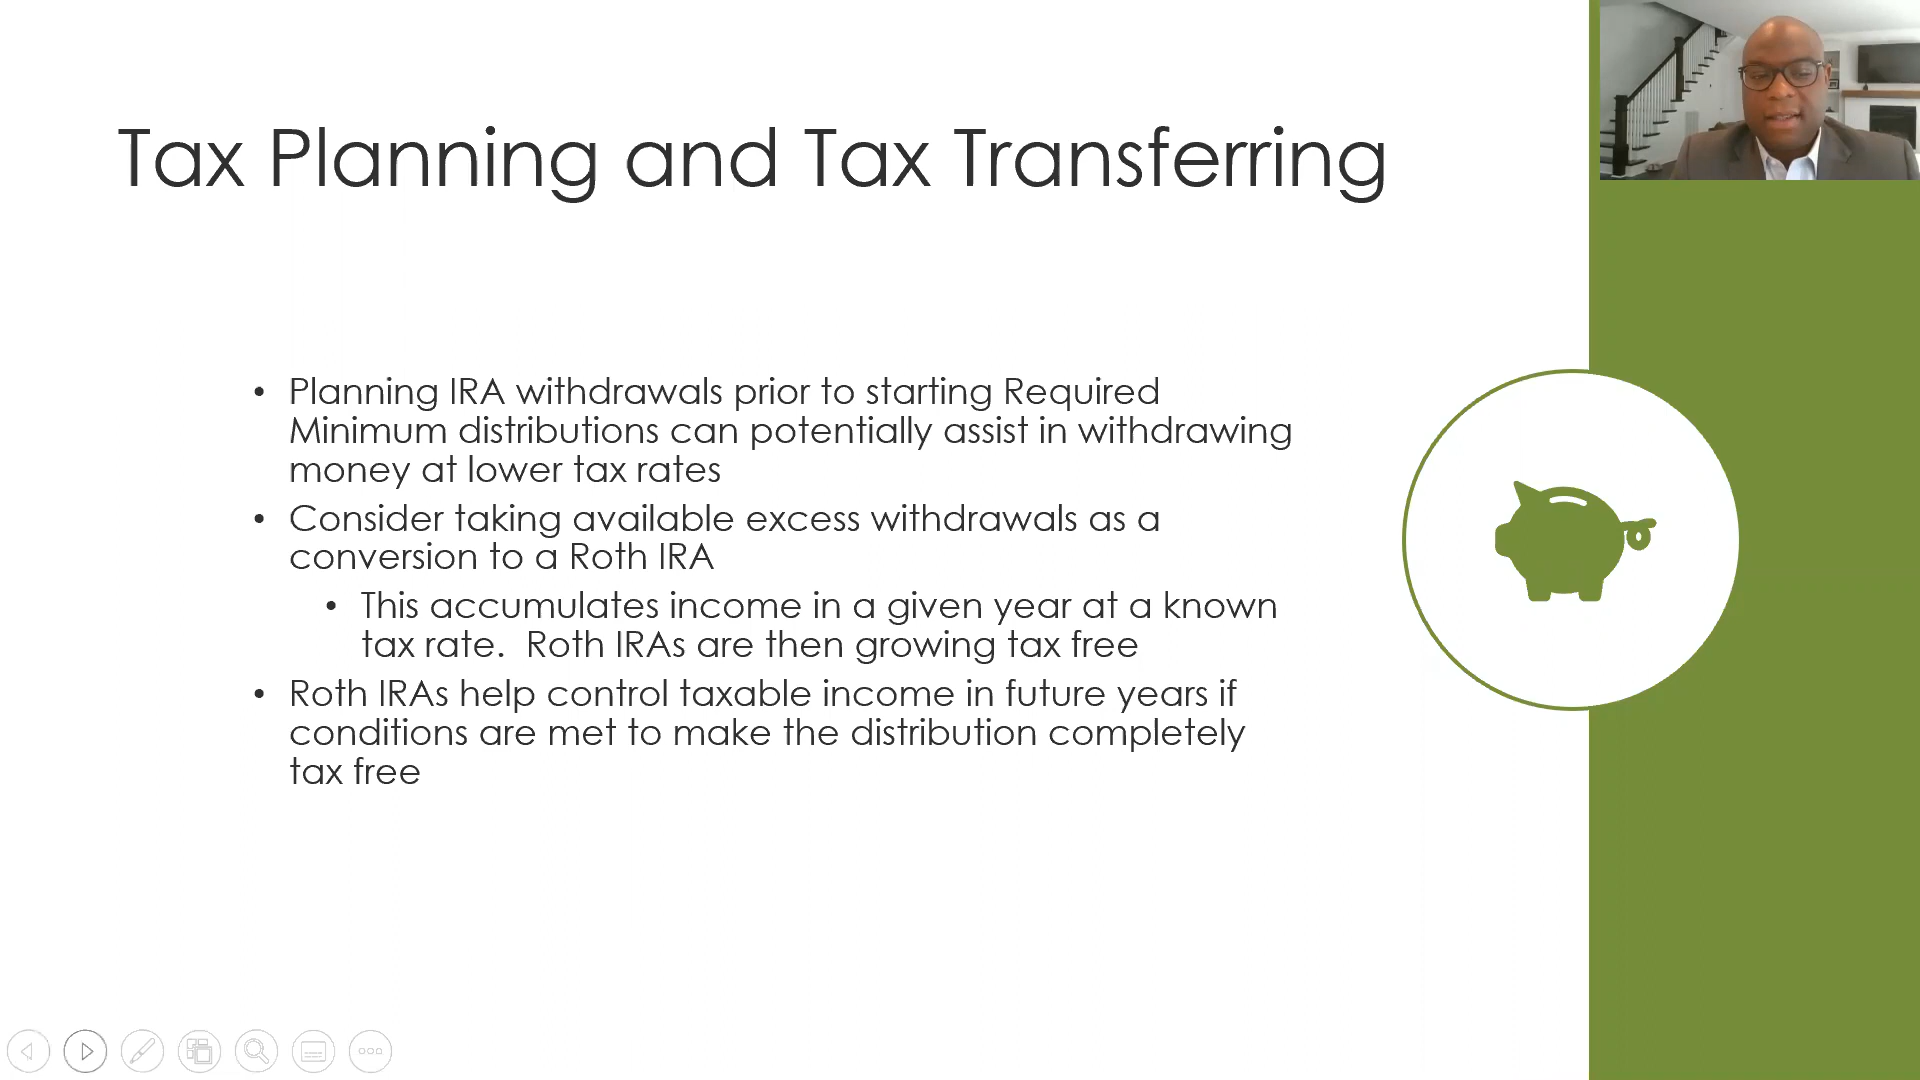 Tax Planning and Tax Transferring
• Planning IRA withdrawals prior to starting Required
Minimum distributions can potentially assist in withdrawing
money at lower tax rates
• Consider taking available excess withdrawals as a
conversion to a Roth IRA
• This accumulates income in a given year at a known
tax rate.  Roth IRAs are then growing tax free
• Roth IRAs help control taxable income in future years if
conditions are met to make the distribution completely
tax free